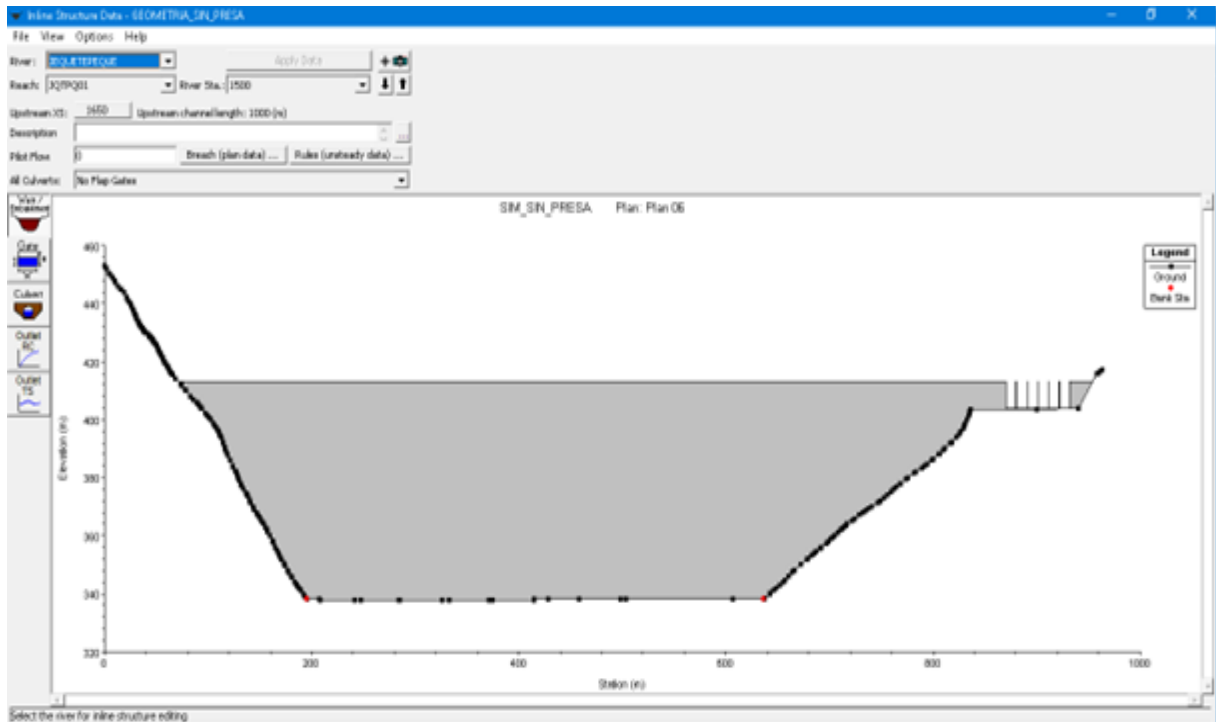 Inline Structure Data - GEOMETRIA_SIN_PRESA
File View Options Help
River: JEQUETEPEQUE Apply Data
Reach: JQTPQ01 River Sta.: 1500
Upstream XS: 1650 Upstream channel length: 1000 (m)
Description ...
Pilot Flow 0 Breach (plan data) ... Rules (unsteady data) ...
All Culverts: No Flap Gates
Weir / Embankment
Gate
Culvert
Outlet RC
Outlet TS
SIM_SIN_PRESA Plan: Plan 06
Legend
Ground
Bank Sta
Elevation (m)
460
440
420
400
380
360
340
320
0 200 400 600 800 1000
Station (m)
Select the river for inline structure editing